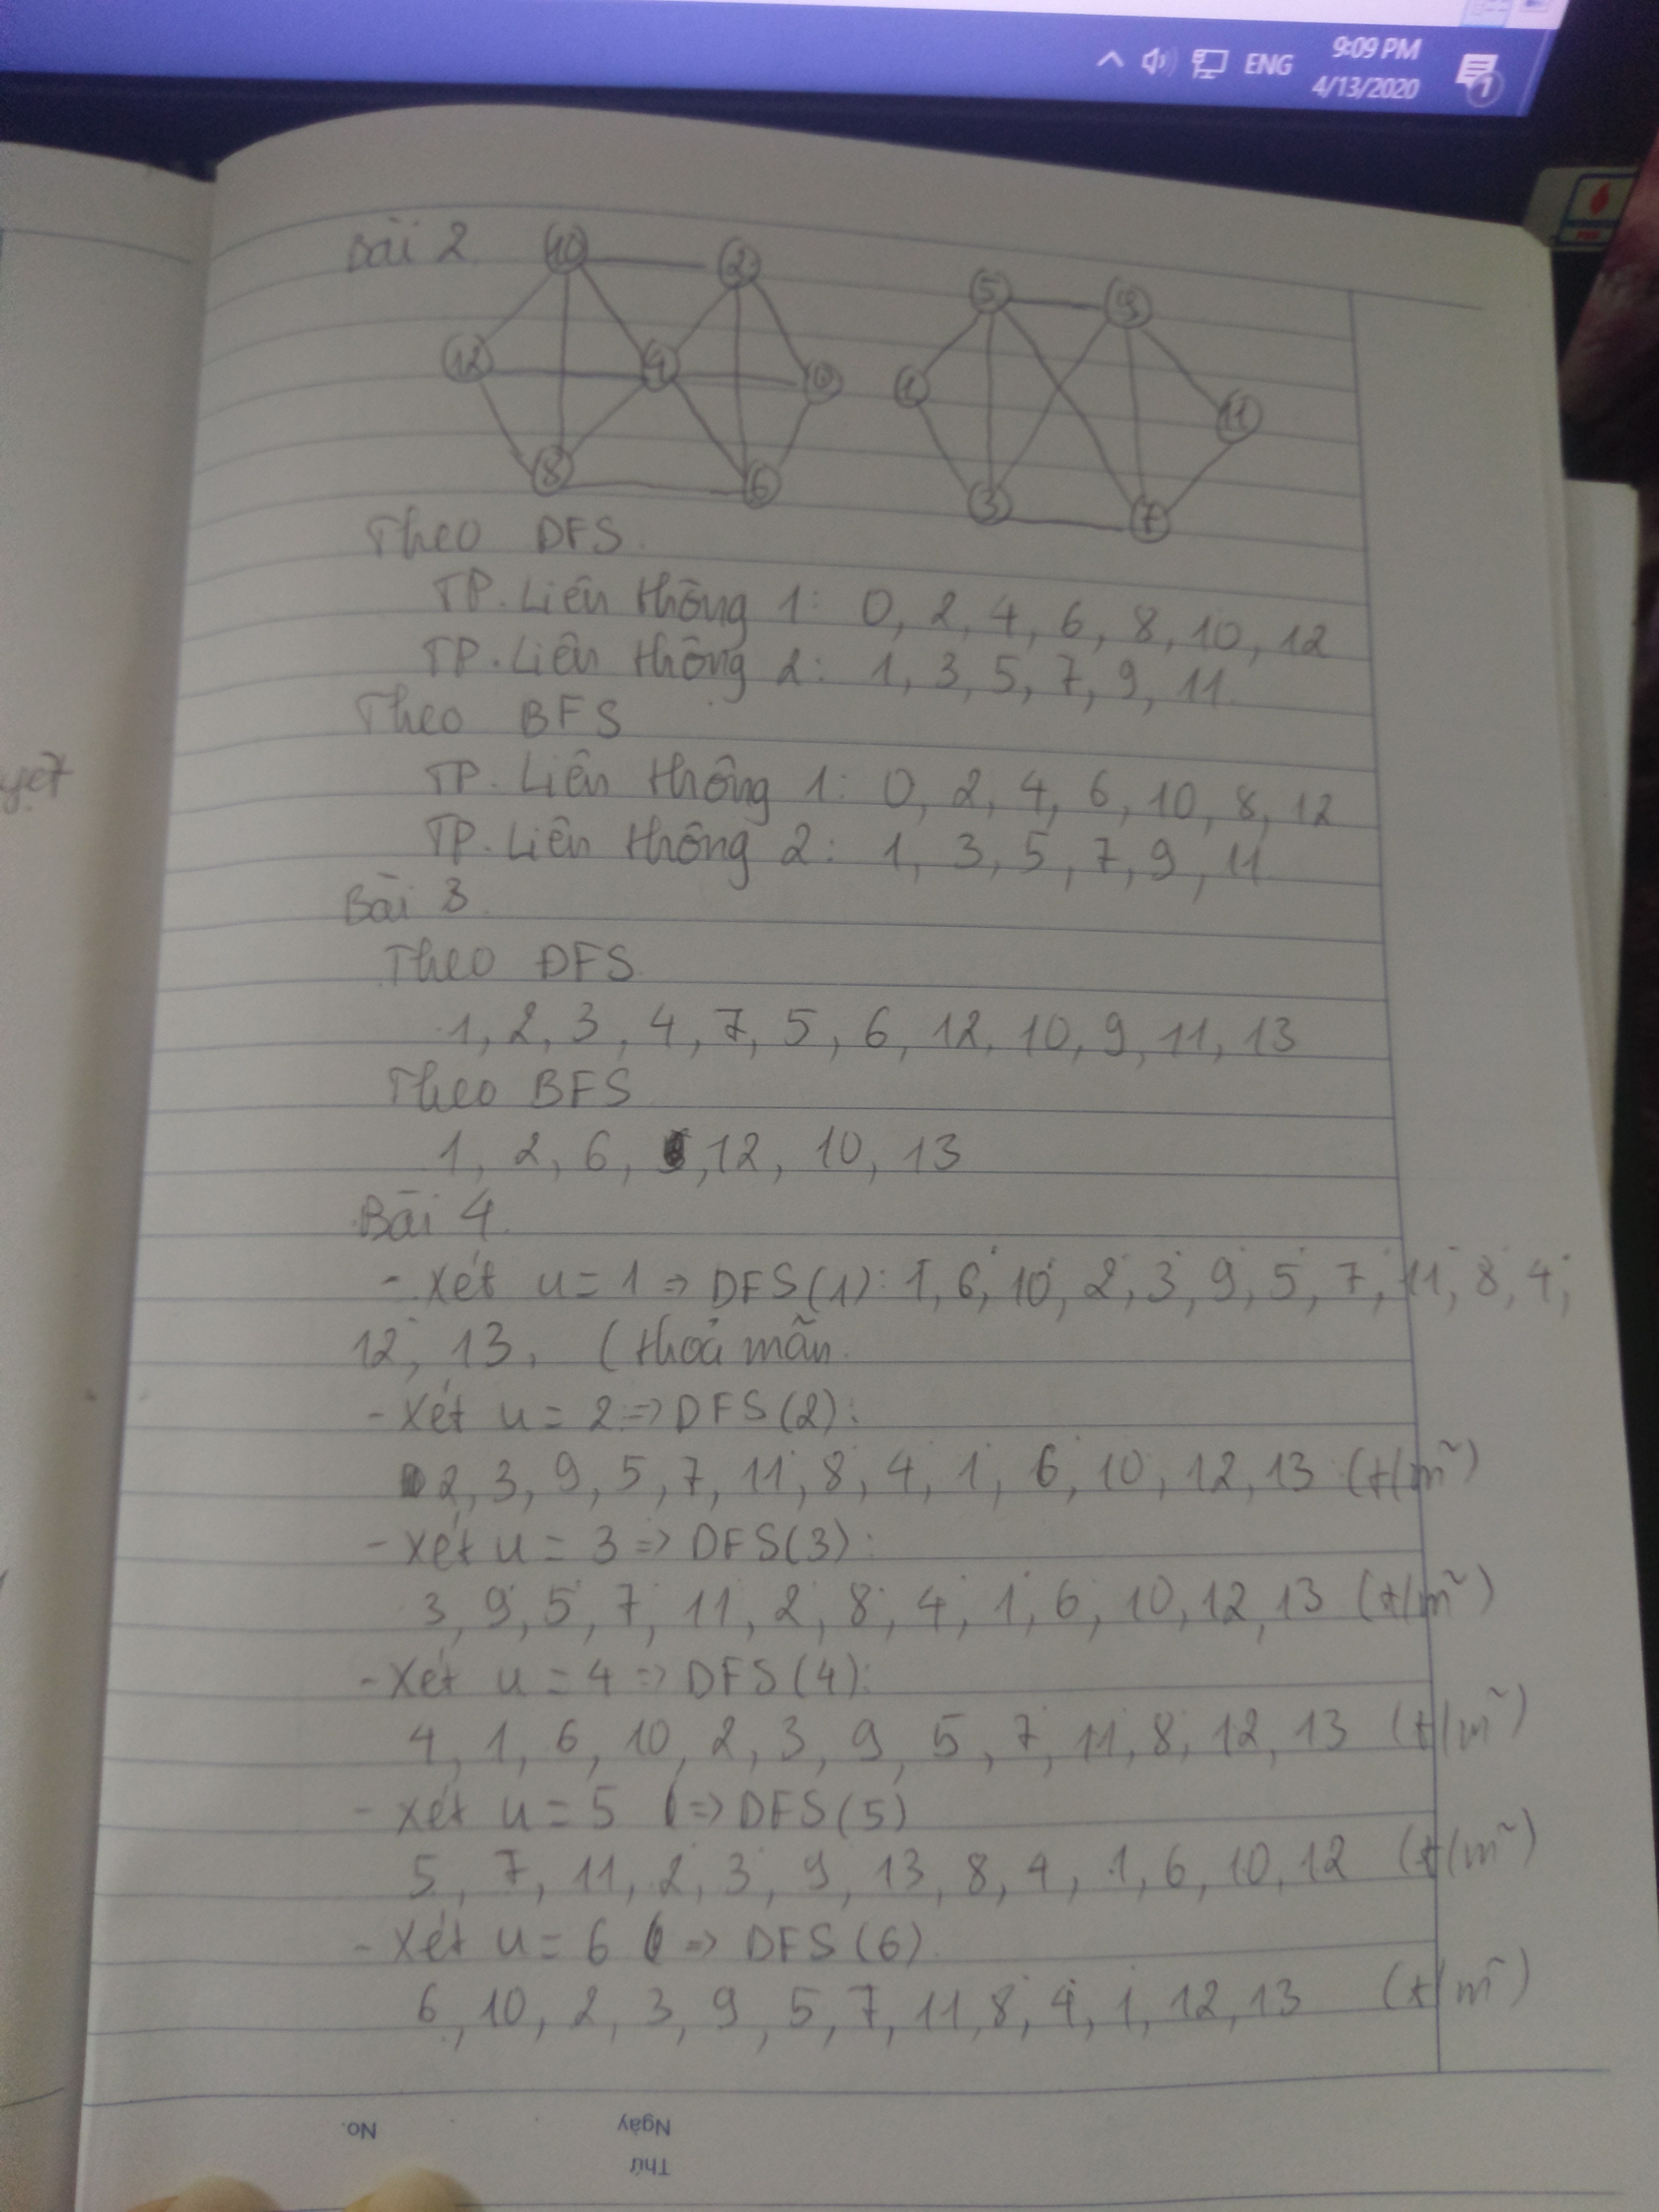 ENG
9:09 PM
4/13/2020
1
Bài 2
10
2
5
9
12
4
0
1
11
8
6
3
7
Theo DFS
TP. Liên thông 1: 0, 2, 4, 6, 8, 10, 12
TP. Liên thông 2: 1, 3, 5, 7, 9, 11
Theo BFS
TP. Liên thông 1: 0, 2, 4, 6, 10, 8, 12
TP. Liên thông 2: 1, 3, 5, 7, 9, 11
Bài 3
Theo DFS
1, 2, 3, 4, 7, 5, 6, 12, 10, 9, 11, 13
Theo BFS
1, 2, 6, 12, 10, 13
Bài 4
- Xét u = 1 => DFS(1): 1, 6, 10, 2, 3, 9, 5, 7, 11, 8, 4,
12, 13, (thoả mãn
- Xét u = 2 => DFS(2):
2, 3, 9, 5, 7, 11, 8, 4, 1, 6, 10, 12, 13 (t/m~)
- Xét u = 3 => DFS(3):
3, 9, 5, 7, 11, 2, 8, 4, 1, 6, 10, 12, 13 (t/m~)
- Xét u = 4 => DFS(4):
4, 1, 6, 10, 2, 3, 9, 5, 7, 11, 8, 12, 13 (t/m~)
- Xét u = 5 => DFS(5)
5, 7, 11, 2, 3, 9, 13, 8, 4, 1, 6, 10, 12 (t/m~)
- Xét u = 6 => DFS(6)
6, 10, 2, 3, 9, 5, 7, 11, 8, 4, 1, 12, 13 (t/m~)
No.
Ngày
Thứ